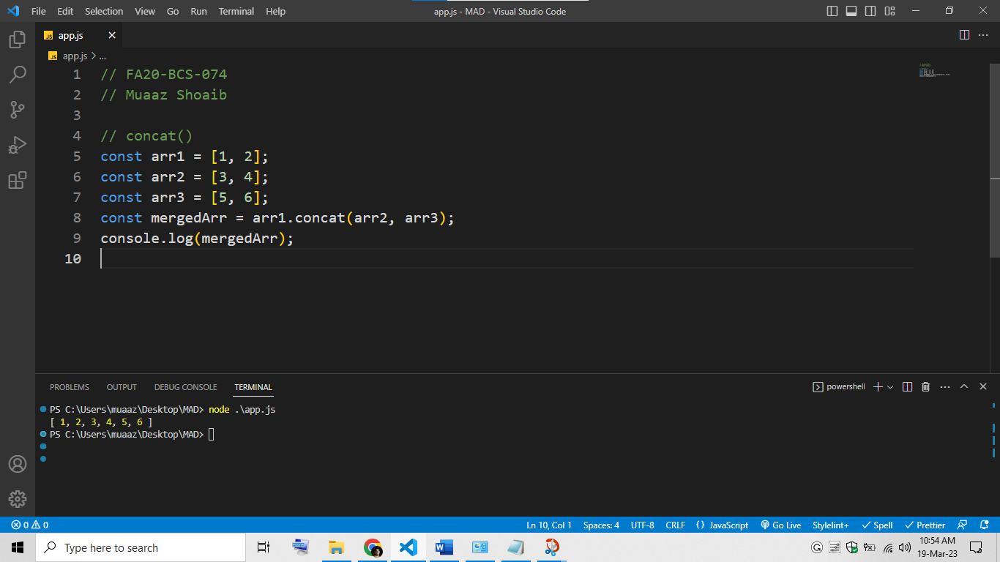 File Edit Selection View Go Run Terminal Help
app.js - MAD - Visual Studio Code
JS app.js
JS app.js > ...
1 // FA20-BCS-074
2 // Muaaz Shoaib
3
4 // concat()
5 const arr1 = [1, 2];
6 const arr2 = [3, 4];
7 const arr3 = [5, 6];
8 const mergedArr = arr1.concat(arr2, arr3);
9 console.log(mergedArr);
10
PROBLEMS OUTPUT DEBUG CONSOLE TERMINAL
powershell
PS C:\Users\muaaz\Desktop\MAD> node .\app.js
[ 1, 2, 3, 4, 5, 6 ]
PS C:\Users\muaaz\Desktop\MAD>
0 0
Ln 10, Col 1 Spaces: 4 UTF-8 CRLF {} JavaScript Go Live Stylelint+ Spell Prettier
Type here to search
10:54 AM
19-Mar-23